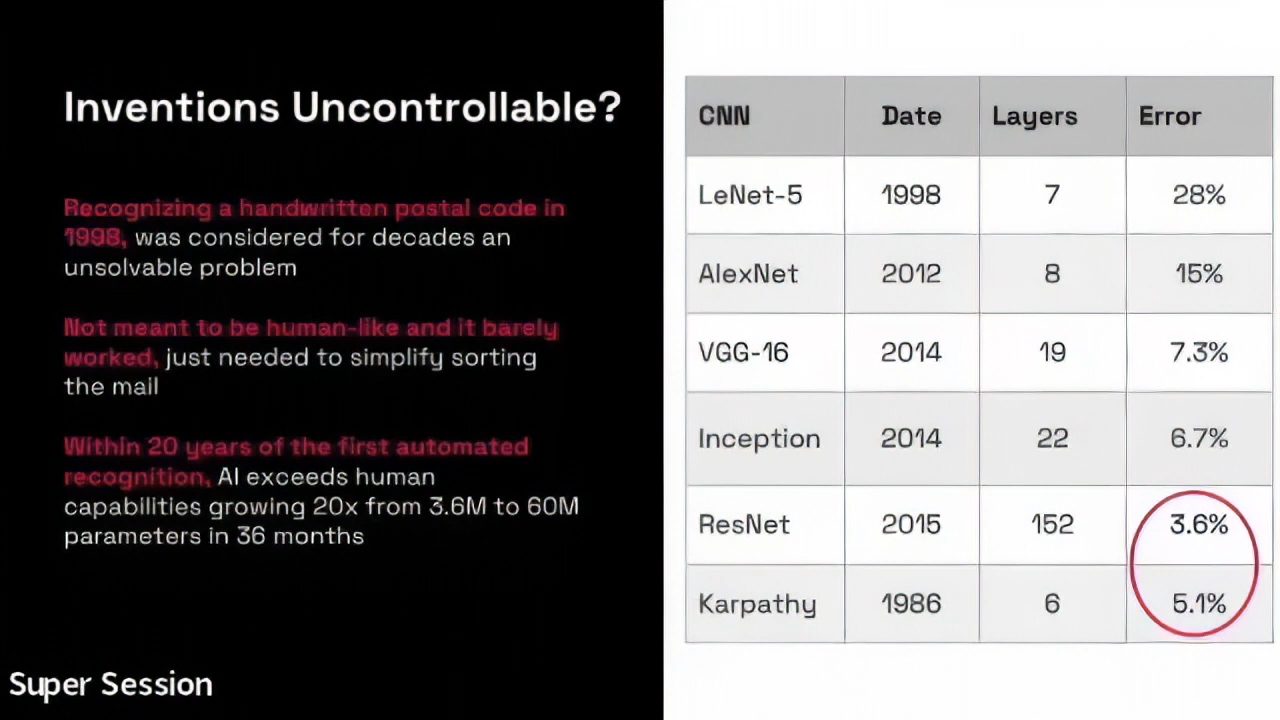 Inventions Uncontrollable?
Recognizing a handwritten postal code in
1998, was considered for decades an
unsolvable problem
Not meant to be human-like and it barely
worked, just needed to simplify sorting
the mail
Within 20 years of the first automated
recognition, AI exceeds human
capabilities growing 20x from 3.6M to 60M
parameters in 36 months
Super Session
CNN Date Layers Error
LeNet-5 1998 7 28%
AlexNet 2012 8 15%
VGG-16 2014 19 7.3%
Inception 2014 22 6.7%
ResNet 2015 152 3.6%
Karpathy 1986 6 5.1%